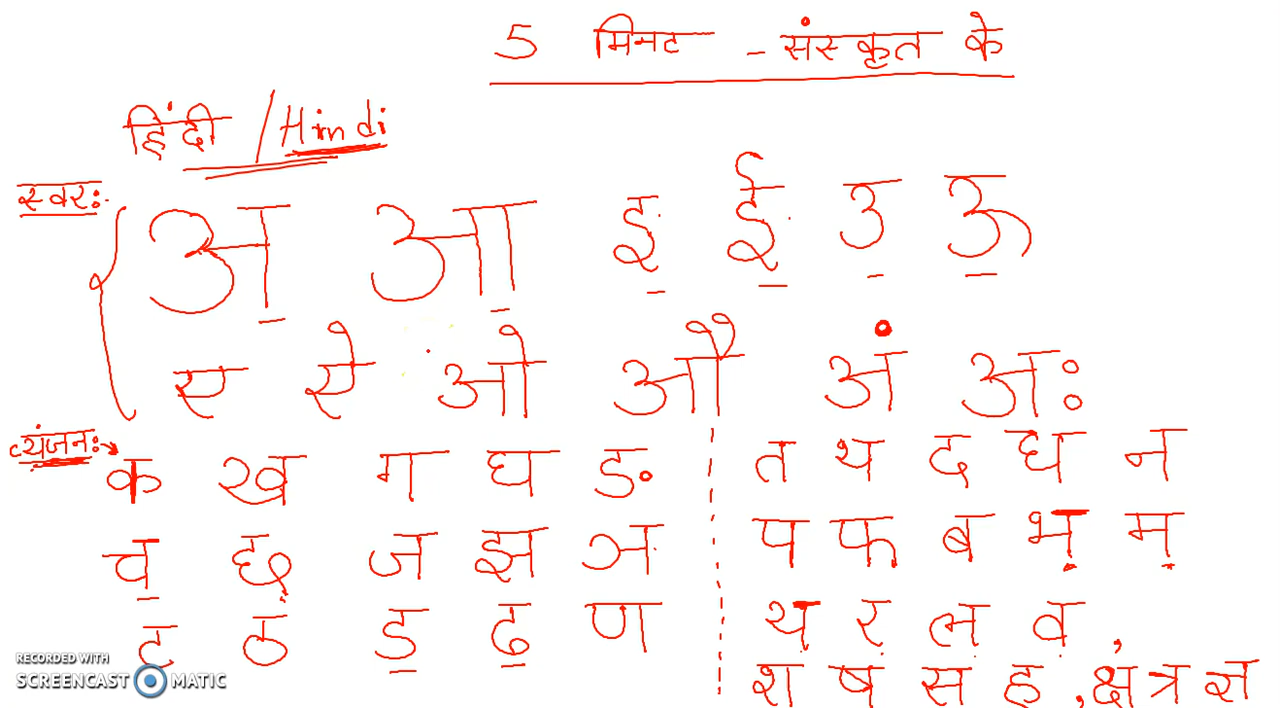 5 मिनट - संस्कृत के
हिंदी / Hindi
स्वरः
अ आ इ ई उ ऊ
ए ऐ ओ औ अं अः
व्यंजनः→
क ख ग घ ङ त थ द ध न
च छ ज झ ञ प फ ब भ म
ट ठ ड ढ ण य र ल व ,
श ष स ह , क्ष त्र ज्ञ
RECORDED WITH
SCREENCAST MATIC